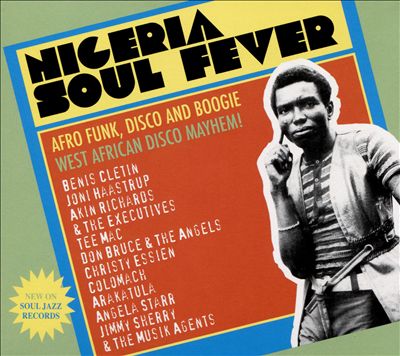 NIGERIA
SOUL FEVER
AFRO FUNK, DISCO AND BOOGIE
WEST AFRICAN DISCO MAYHEM!
BENIS CLETIN
JONI HAASTRUP
AKIN RICHARDS
& THE EXECUTIVES
TEE MAC
DON BRUCE & THE ANGELS
CHRISTY ESSIEN
COLOMACH
ARAKATULA
ANGELA STARR
JIMMY SHERRY
& THE MUSIK AGENTS
NEW ON
SOUL JAZZ
RECORDS